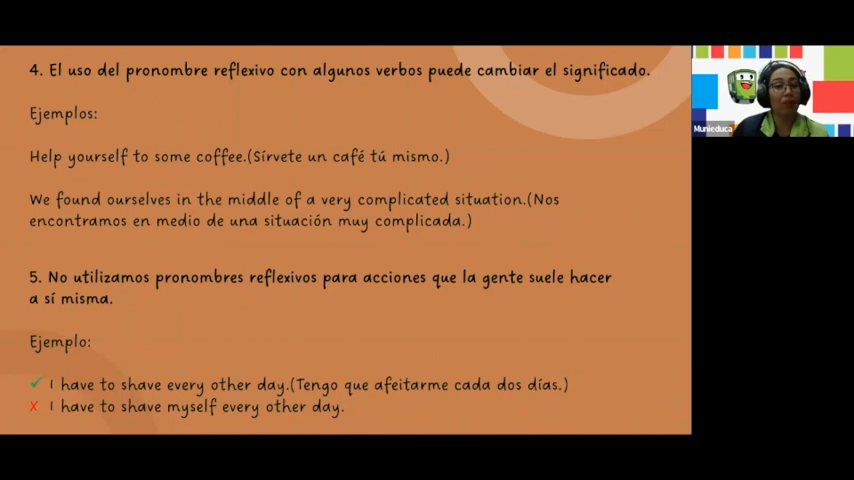 4. El uso del pronombre reflexivo con algunos verbos puede cambiar el significado.
Ejemplos:
Help yourself to some coffee.(Sírvete un café tú mismo.)
We found ourselves in the middle of a very complicated situation.(Nos
encontramos en medio de una situación muy complicada.)
5. No utilizamos pronombres reflexivos para acciones que la gente suele hacer
a sí misma.
Ejemplo:
✓ I have to shave every other day.(Tengo que afeitarme cada dos días.)
X I have to shave myself every other day.
Munieduca